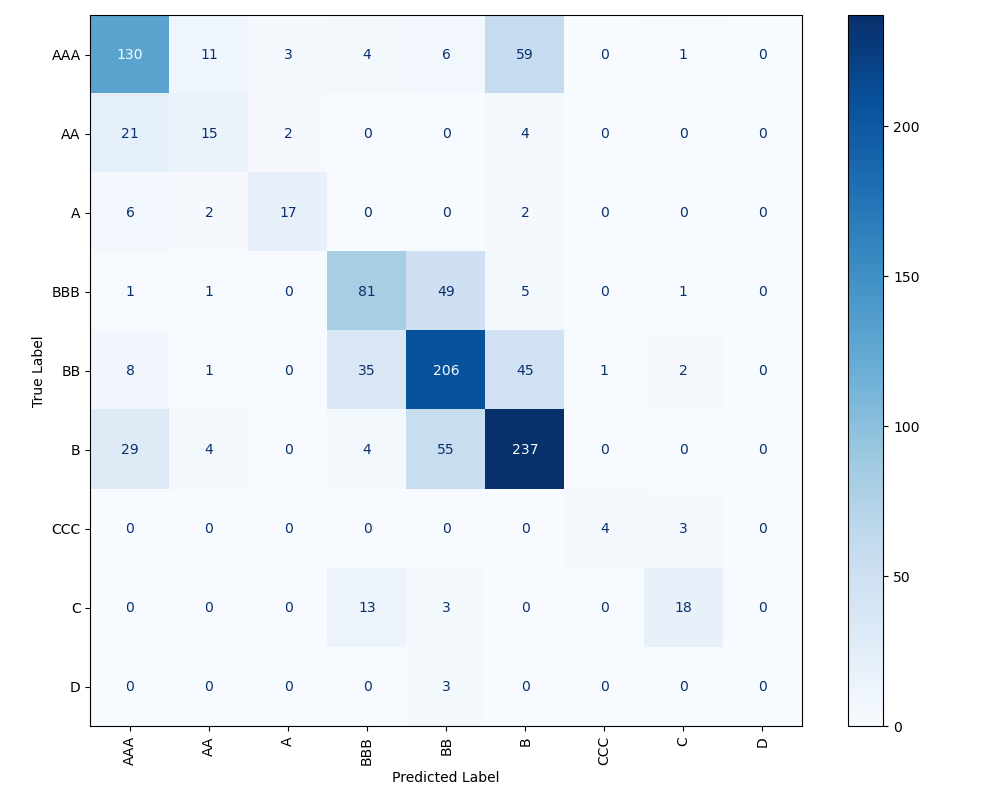 AAA 130 11 3 4 6 59 0 1 0
AA 21 15 2 0 0 4 0 0 0
200
A 6 2 17 0 0 2 0 0 0
BBB 1 1 0 81 49 5 0 1 0
150
True Label
BB 8 1 0 35 206 45 1 2 0
100
B 29 4 0 4 55 237 0 0 0
CCC 0 0 0 0 0 0 4 3 0
50
C 0 0 0 13 3 0 0 18 0
D 0 0 0 0 3 0 0 0 0
0
AAA AA A BBB BB B CCC C D
Predicted Label